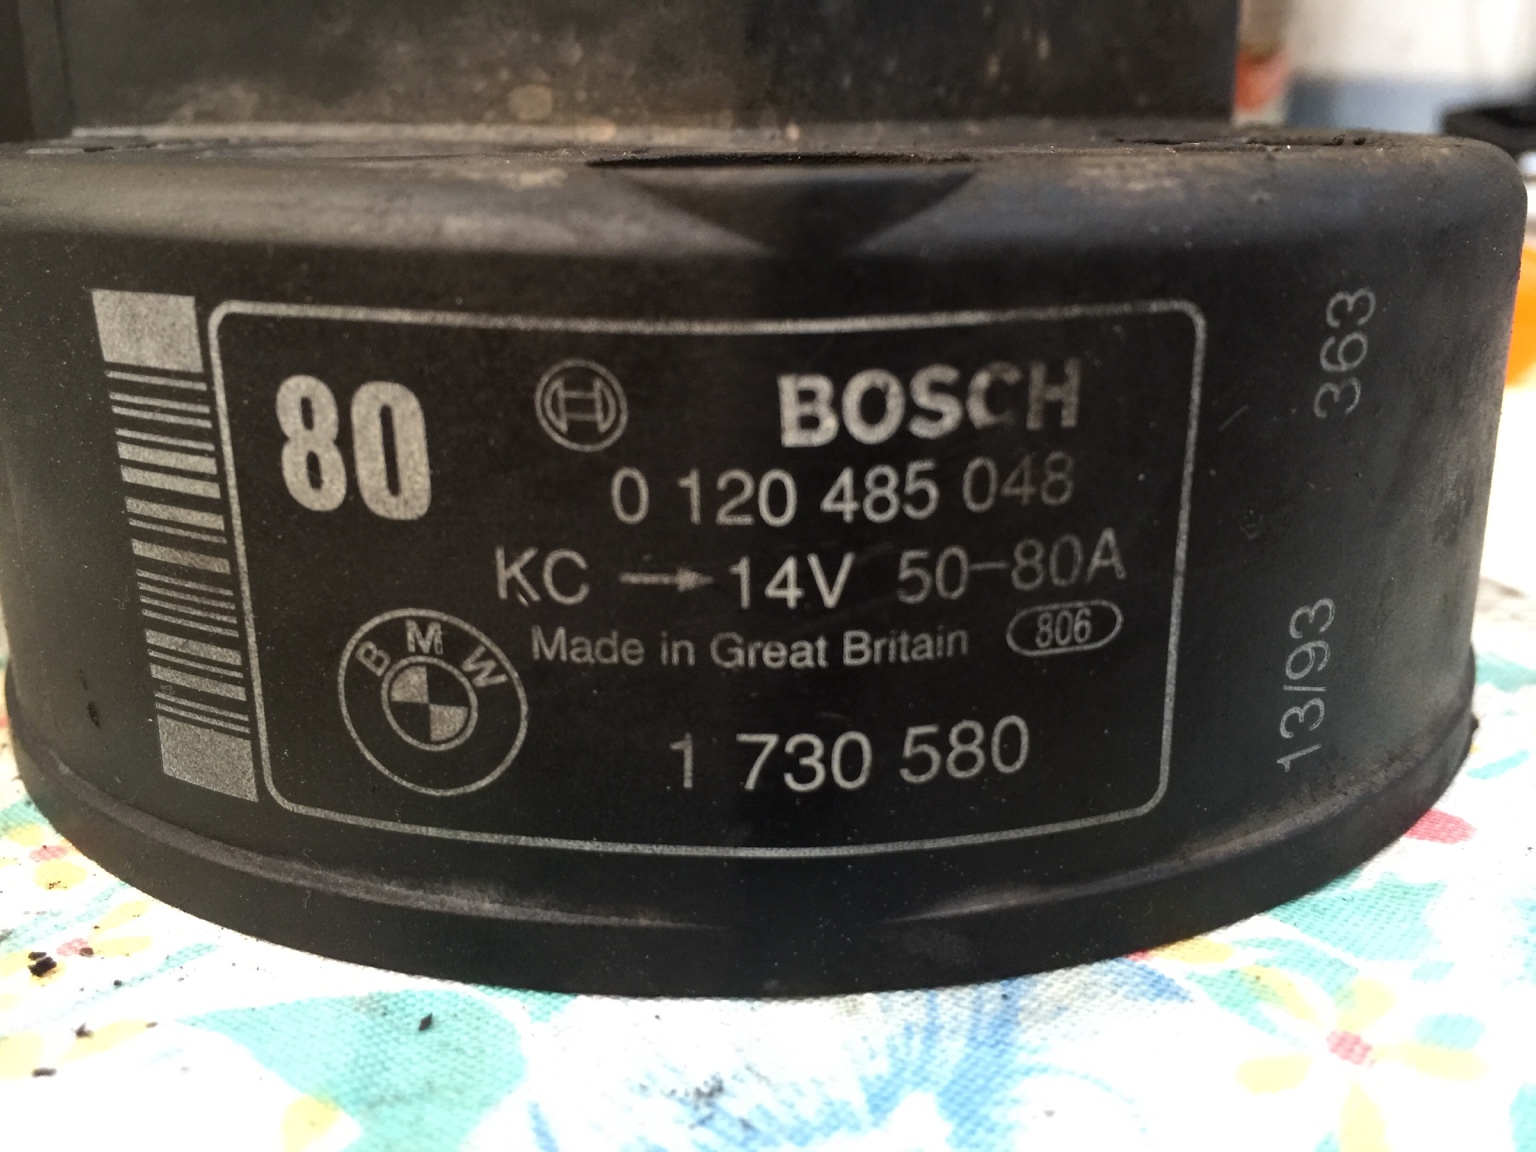 80
BOSCH
0 120 485 048
KC → 14V 50-80A
Made in Great Britain 806
BMW
1 730 580
363
13/93